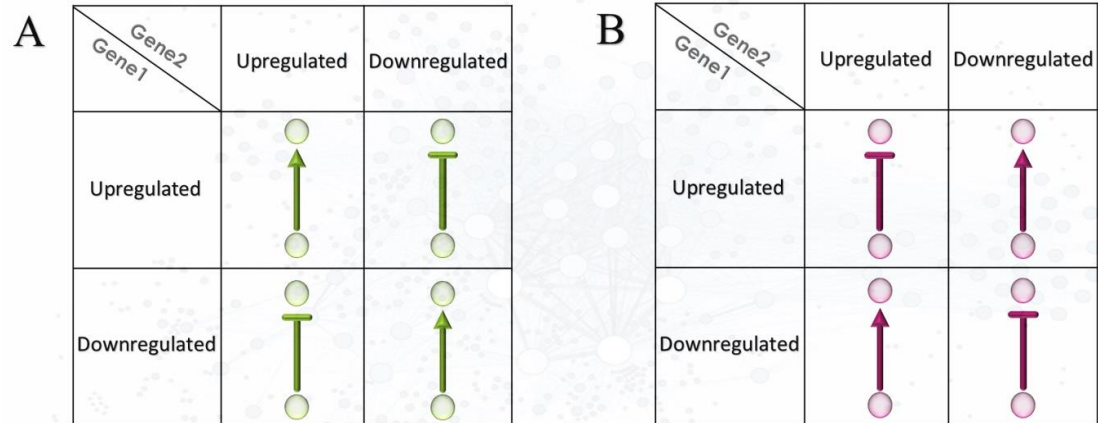 A
Gene2
Gene1
Upregulated
Downregulated
Upregulated
Downregulated
B
Gene2
Gene1
Upregulated
Downregulated
Upregulated
Downregulated